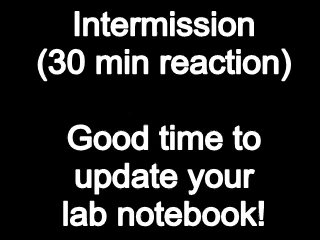 Intermission
(30 min reaction)
Good time to
update your
lab notebook!